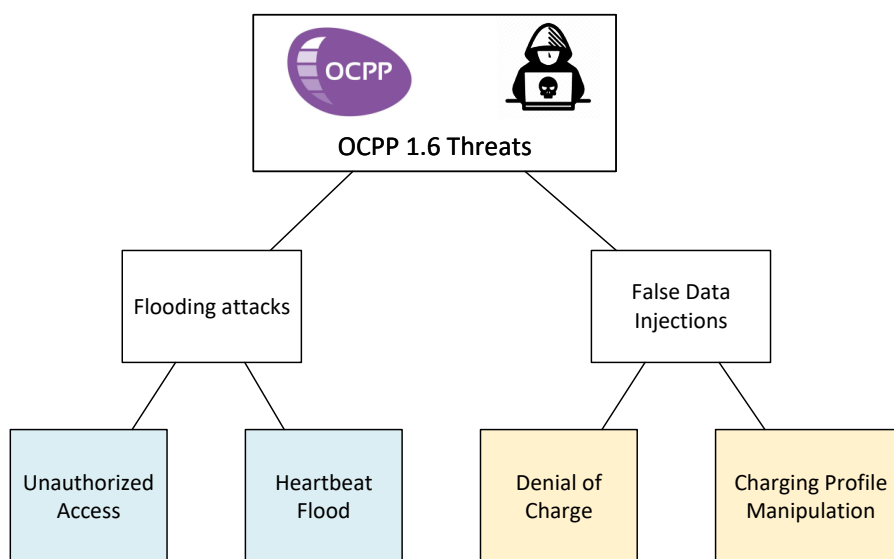 OCPP
OCPP 1.6 Threats
Flooding attacks
False Data
Injections
Unauthorized
Access
Heartbeat
Flood
Denial of
Charge
Charging Profile
Manipulation